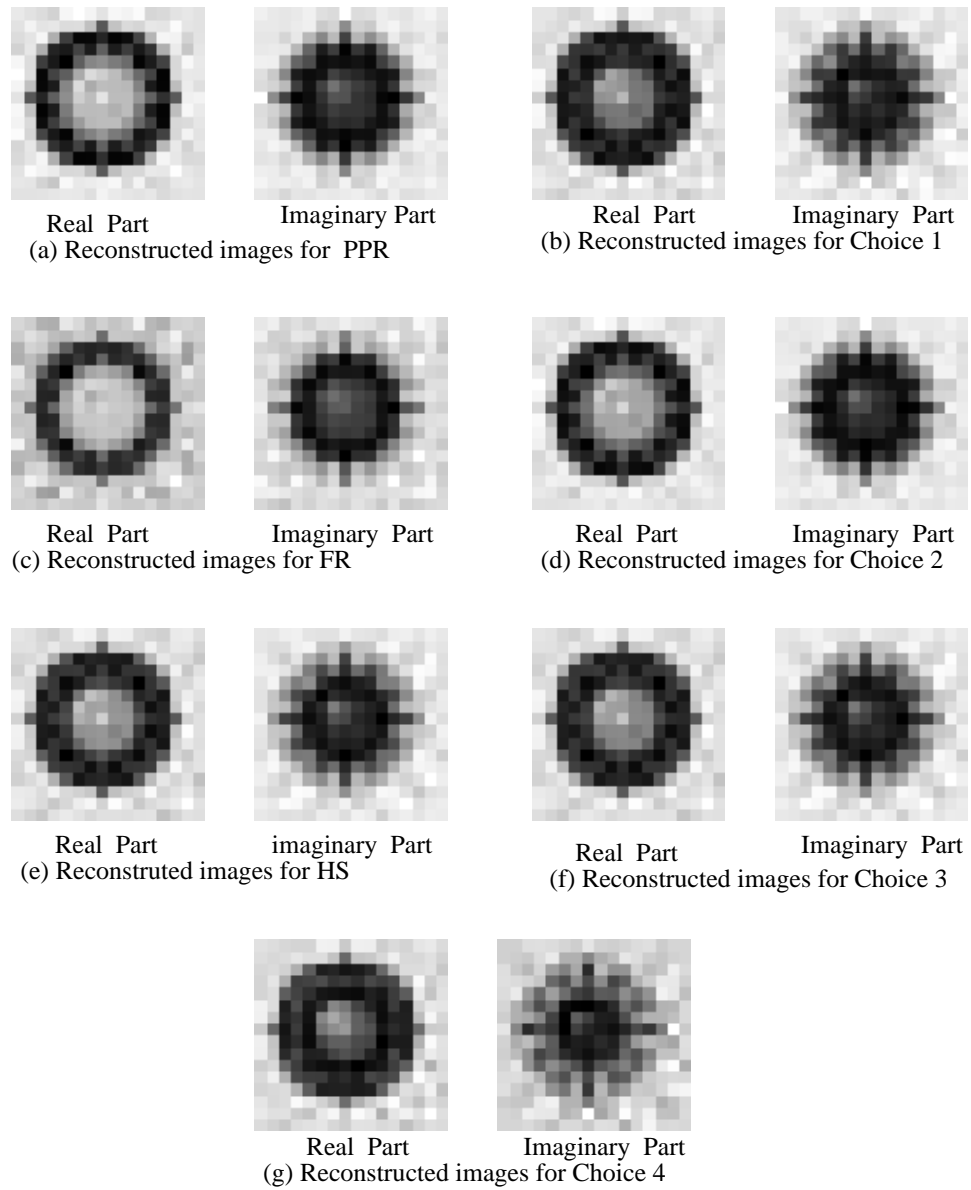 Real Part
Imaginary Part
(a) Reconstructed images for PPR
Real Part
Imaginary Part
(b) Reconstructed images for Choice 1
Real Part
Imaginary Part
(c) Reconstructed images for FR
Real Part
Imaginary Part
(d) Reconstructed images for Choice 2
Real Part
imaginary Part
(e) Reconstruted images for HS
Real Part
Imaginary Part
(f) Reconstructed images for Choice 3
Real Part
Imaginary Part
(g) Reconstructed images for Choice 4